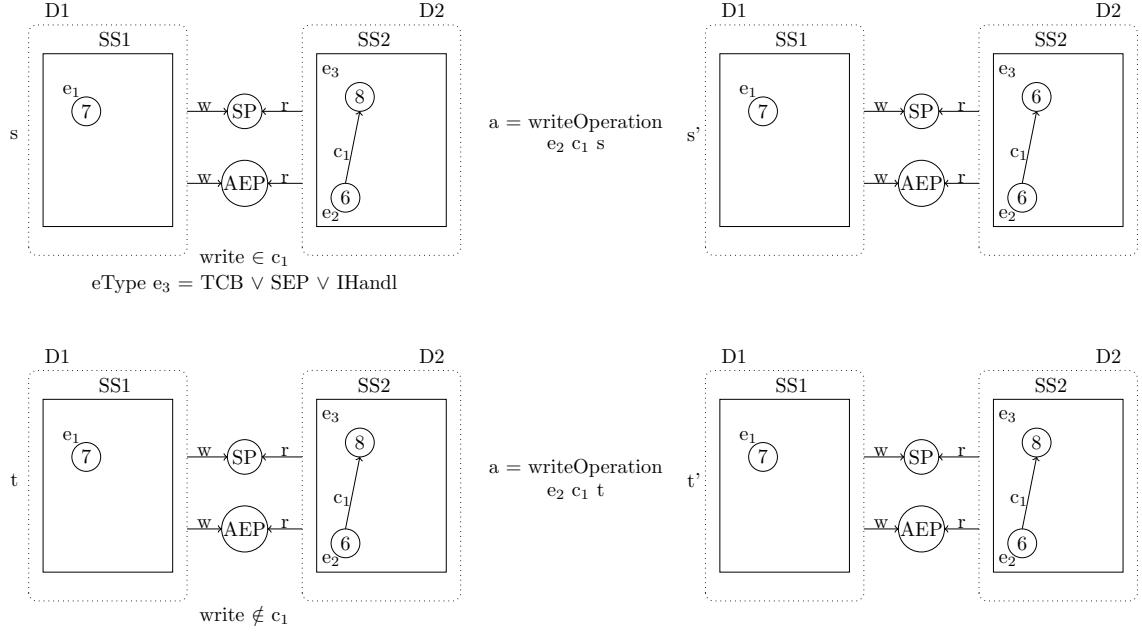 D1
D2
D1
D2
SS1
SS2
SS1
SS2
e₁
7
w
SP
r
e₃
8
c₁
6
e₂
w
AEP
r
s
a = writeOperation
e₂ c₁ s
s'
e₁
7
w
SP
r
e₃
6
c₁
6
e₂
w
AEP
r
write ∈ c₁
eType e₃ = TCB ∨ SEP ∨ IHandl
D1
D2
D1
D2
SS1
SS2
SS1
SS2
e₁
7
w
SP
r
e₃
8
c₁
6
e₂
w
AEP
r
t
a = writeOperation
e₂ c₁ t
t'
e₁
7
w
SP
r
e₃
8
c₁
6
e₂
w
AEP
r
write ∉ c₁